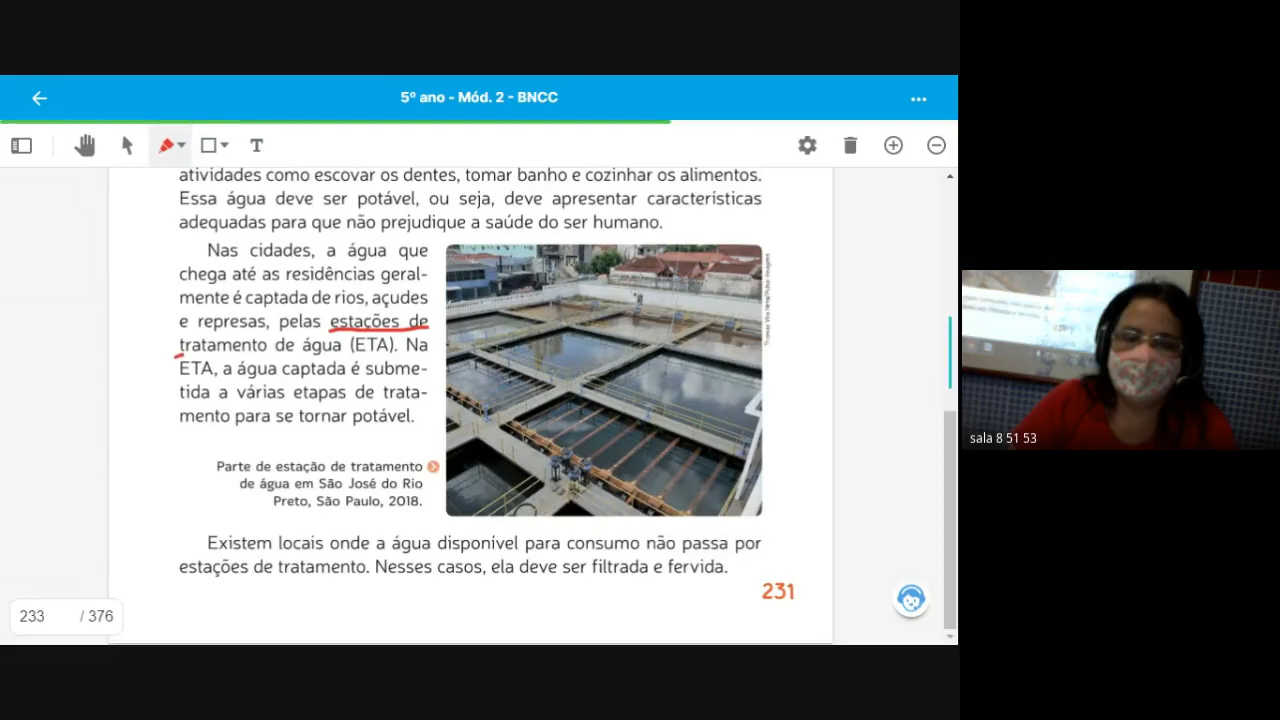 5º ano - Mód. 2 - BNCC
T
atividades como escovar os dentes, tomar banho e cozinhar os alimentos.
Essa água deve ser potável, ou seja, deve apresentar características
adequadas para que não prejudique a saúde do ser humano.
Nas cidades, a água que
chega até as residências geral-
mente é captada de rios, açudes
e represas, pelas estações de
tratamento de água (ETA). Na
ETA, a água captada é subme-
tida a várias etapas de trata-
mento para se tornar potável.
Parte de estação de tratamento
de água em São José do Rio
Preto, São Paulo, 2018.
Existem locais onde a água disponível para consumo não passa por
estações de tratamento. Nesses casos, ela deve ser filtrada e fervida.
231
233 / 376
sala 8 51 53